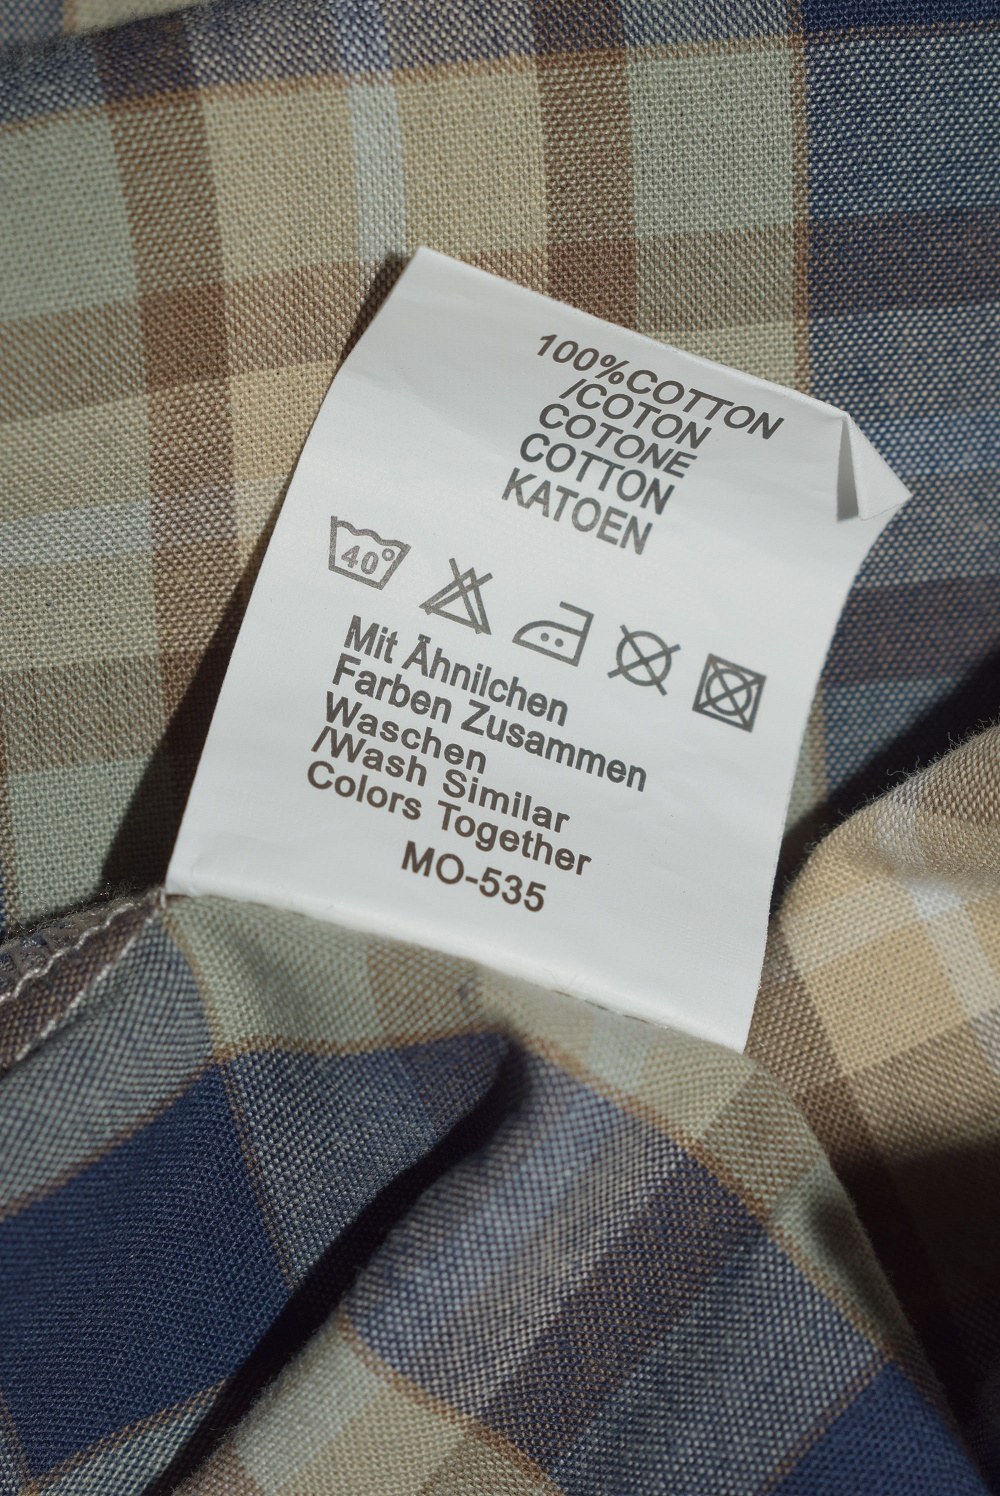 100%COTTON
/COTON
COTONE
COTTON
KATOEN
40°
Mit Ähnilchen
Farben Zusammen
Waschen
/Wash Similar
Colors Together
MO-535